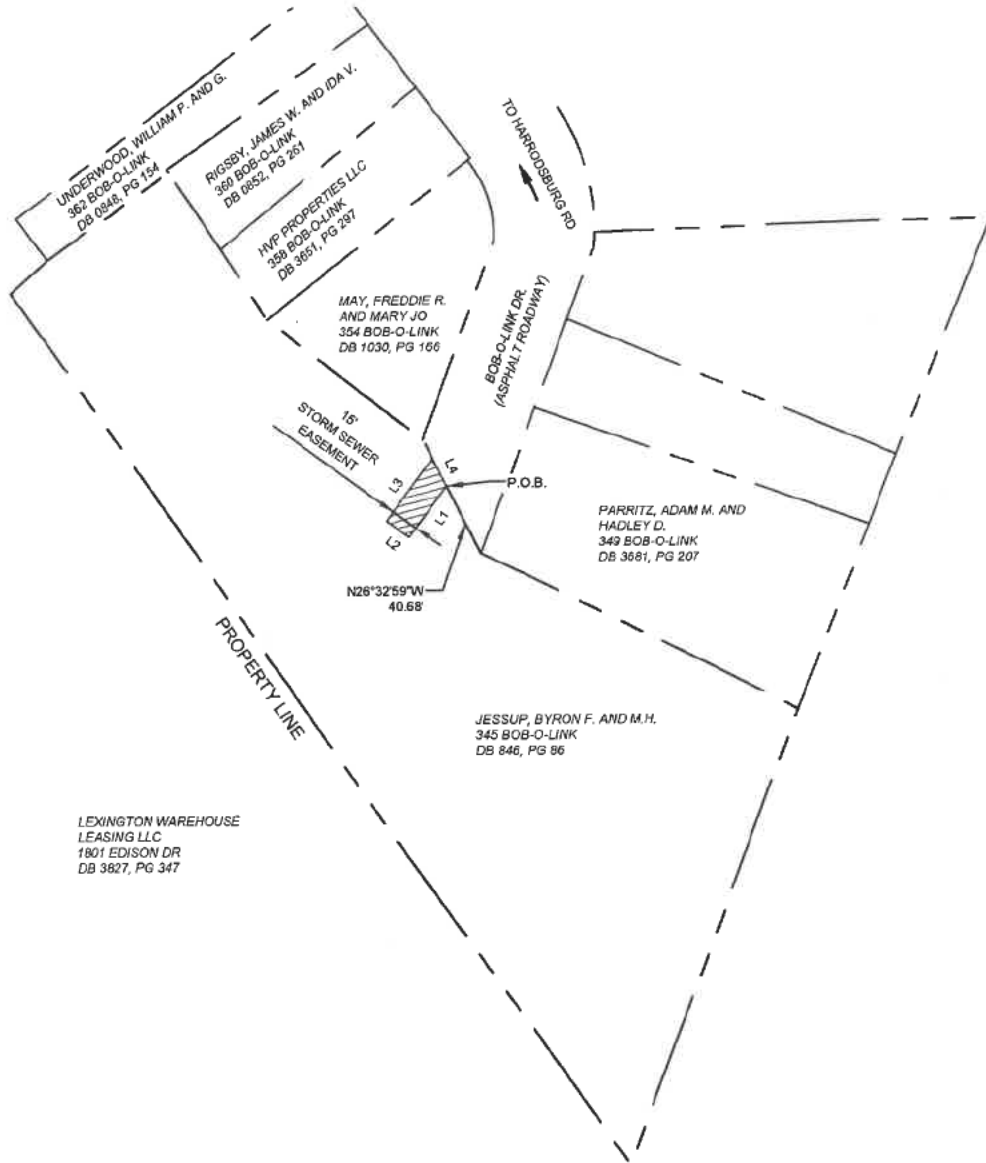 UNDERWOOD, WILLIAM P. AND G.
362 BOB-O-LINK
DB 0848, PG 154
RIGSBY, JAMES W. AND IDA V.
360 BOB-O-LINK
DB 0852, PG 261
HVP PROPERTIES LLC
358 BOB-O-LINK
DB 3651, PG 297
TO HARRODSBURG RD
MAY, FREDDIE R.
AND MARY JO
354 BOB-O-LINK
DB 1030, PG 166
BOB-O-LINK DR.
(ASPHALT ROADWAY)
15'
STORM SEWER
EASEMENT
L4
L3
P.O.B.
L1
L2
PARRITZ, ADAM M. AND
HADLEY D.
349 BOB-O-LINK
DB 3681, PG 207
N26°32'59"W
40.68'
PROPERTY LINE
JESSUP, BYRON F. AND M.H.
345 BOB-O-LINK
DB 846, PG 86
LEXINGTON WAREHOUSE
LEASING LLC
1801 EDISON DR
DB 3827, PG 347